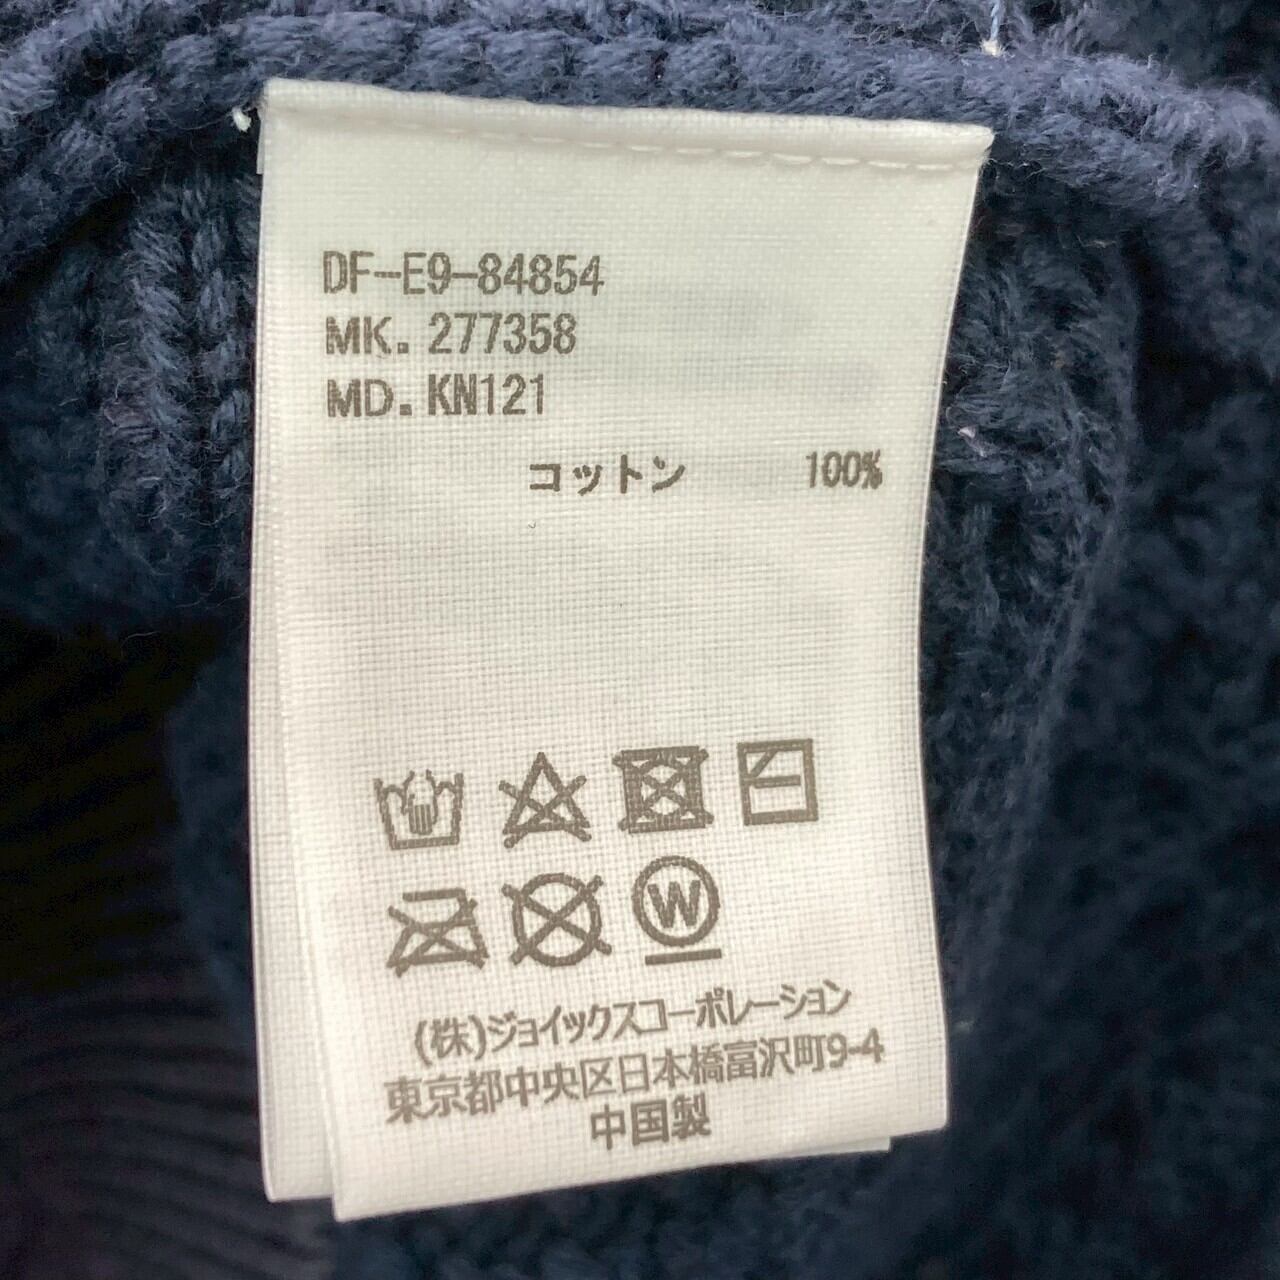 DF-E9-84854
MK. 277358
MD. KN121
コットン 100%
W
(株)ジョイックスコーポレーション
東京都中央区日本橋富沢町9-4
中国製